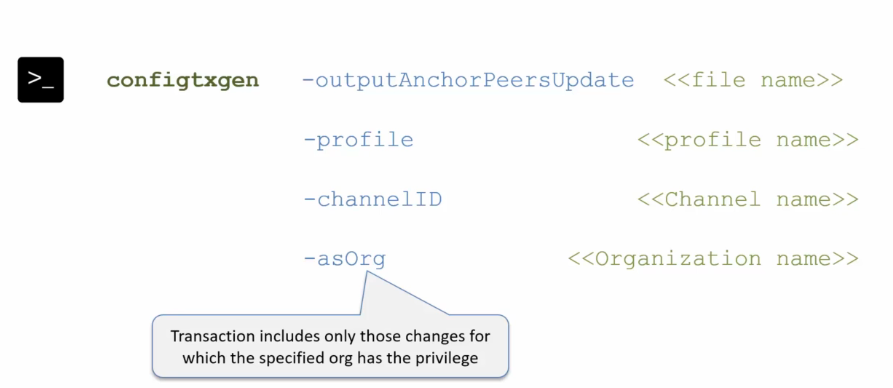 >_ configtxgen -outputAnchorPeersUpdate <<file name>>
-profile <<profile name>>
-channelID <<Channel name>>
-asOrg <<Organization name>>
Transaction includes only those changes for
which the specified org has the privilege